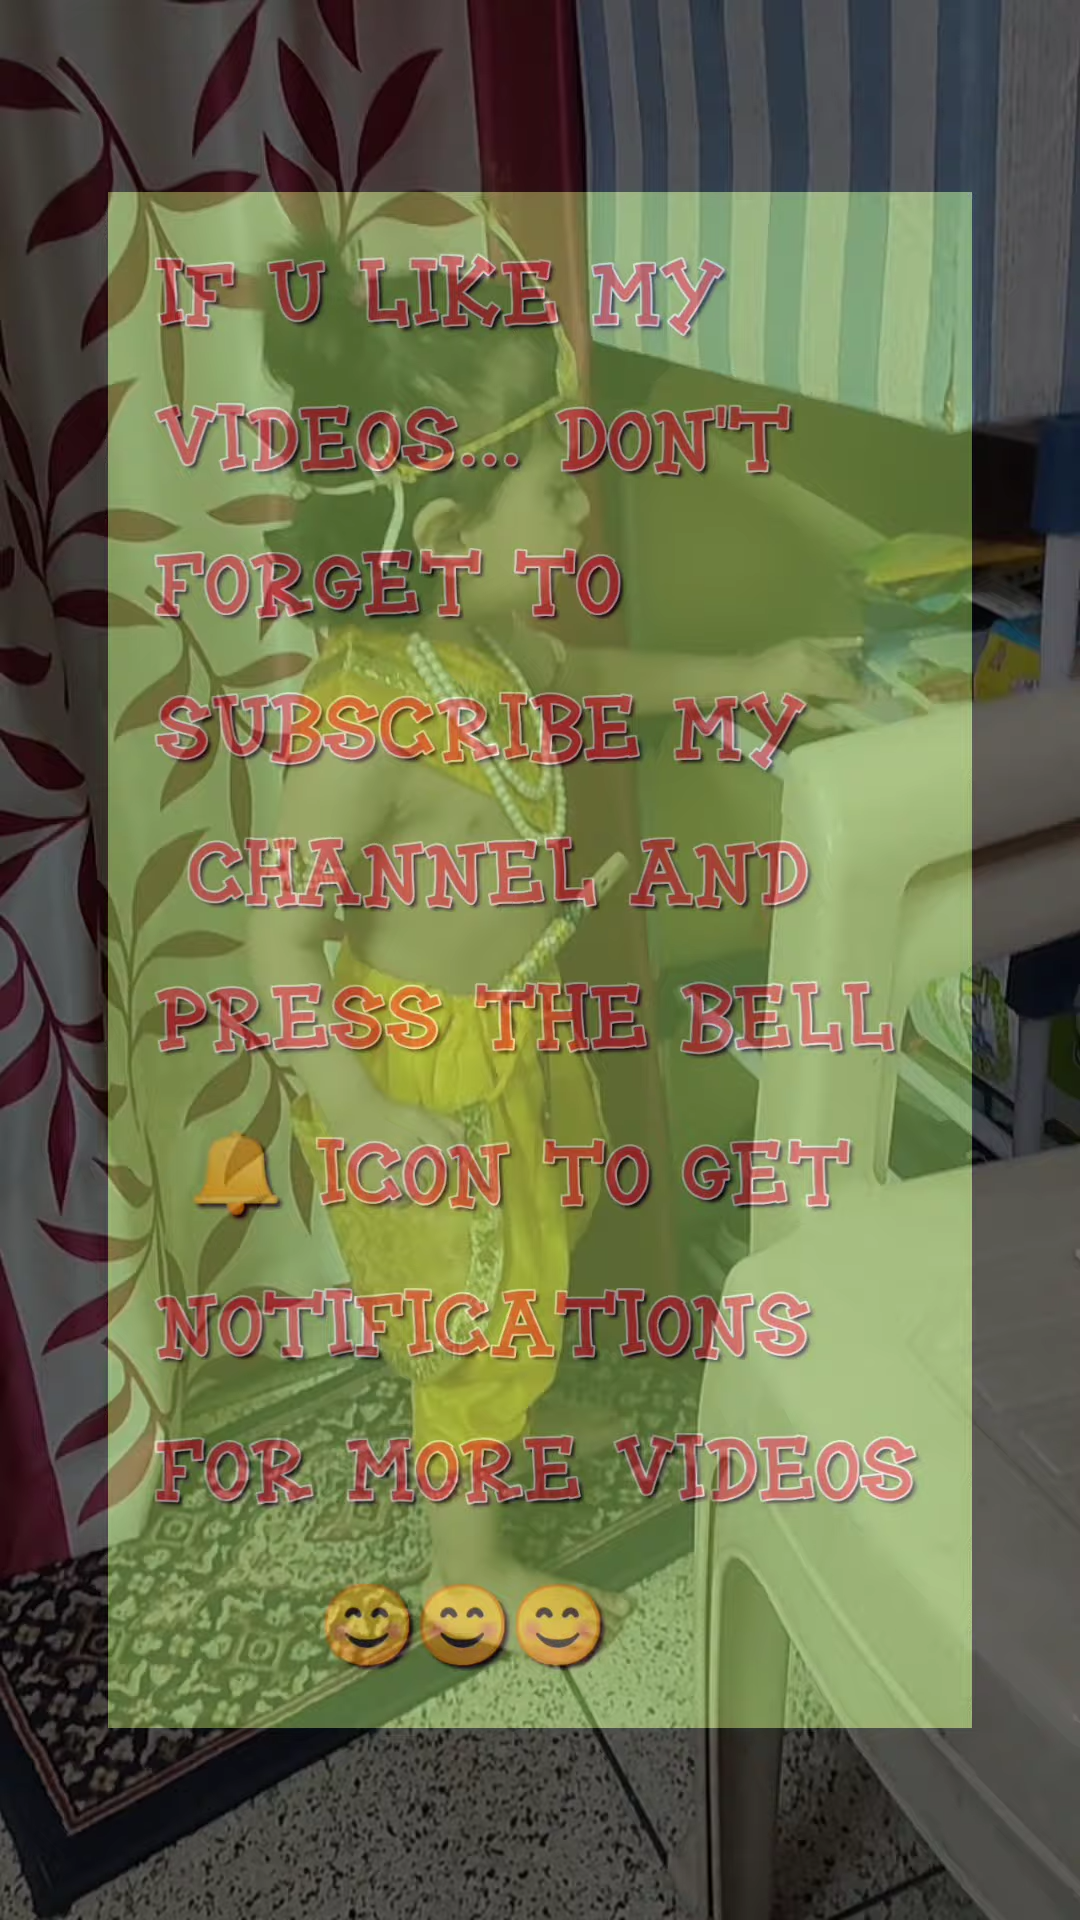 IF U LIKE MY
VIDEOS... DON'T
FORGET TO
SUBSCRIBE MY
CHANNEL AND
PRESS THE BELL
🔔 ICON TO GET
NOTIFICATIONS
FOR MORE VIDEOS
😊😊😊